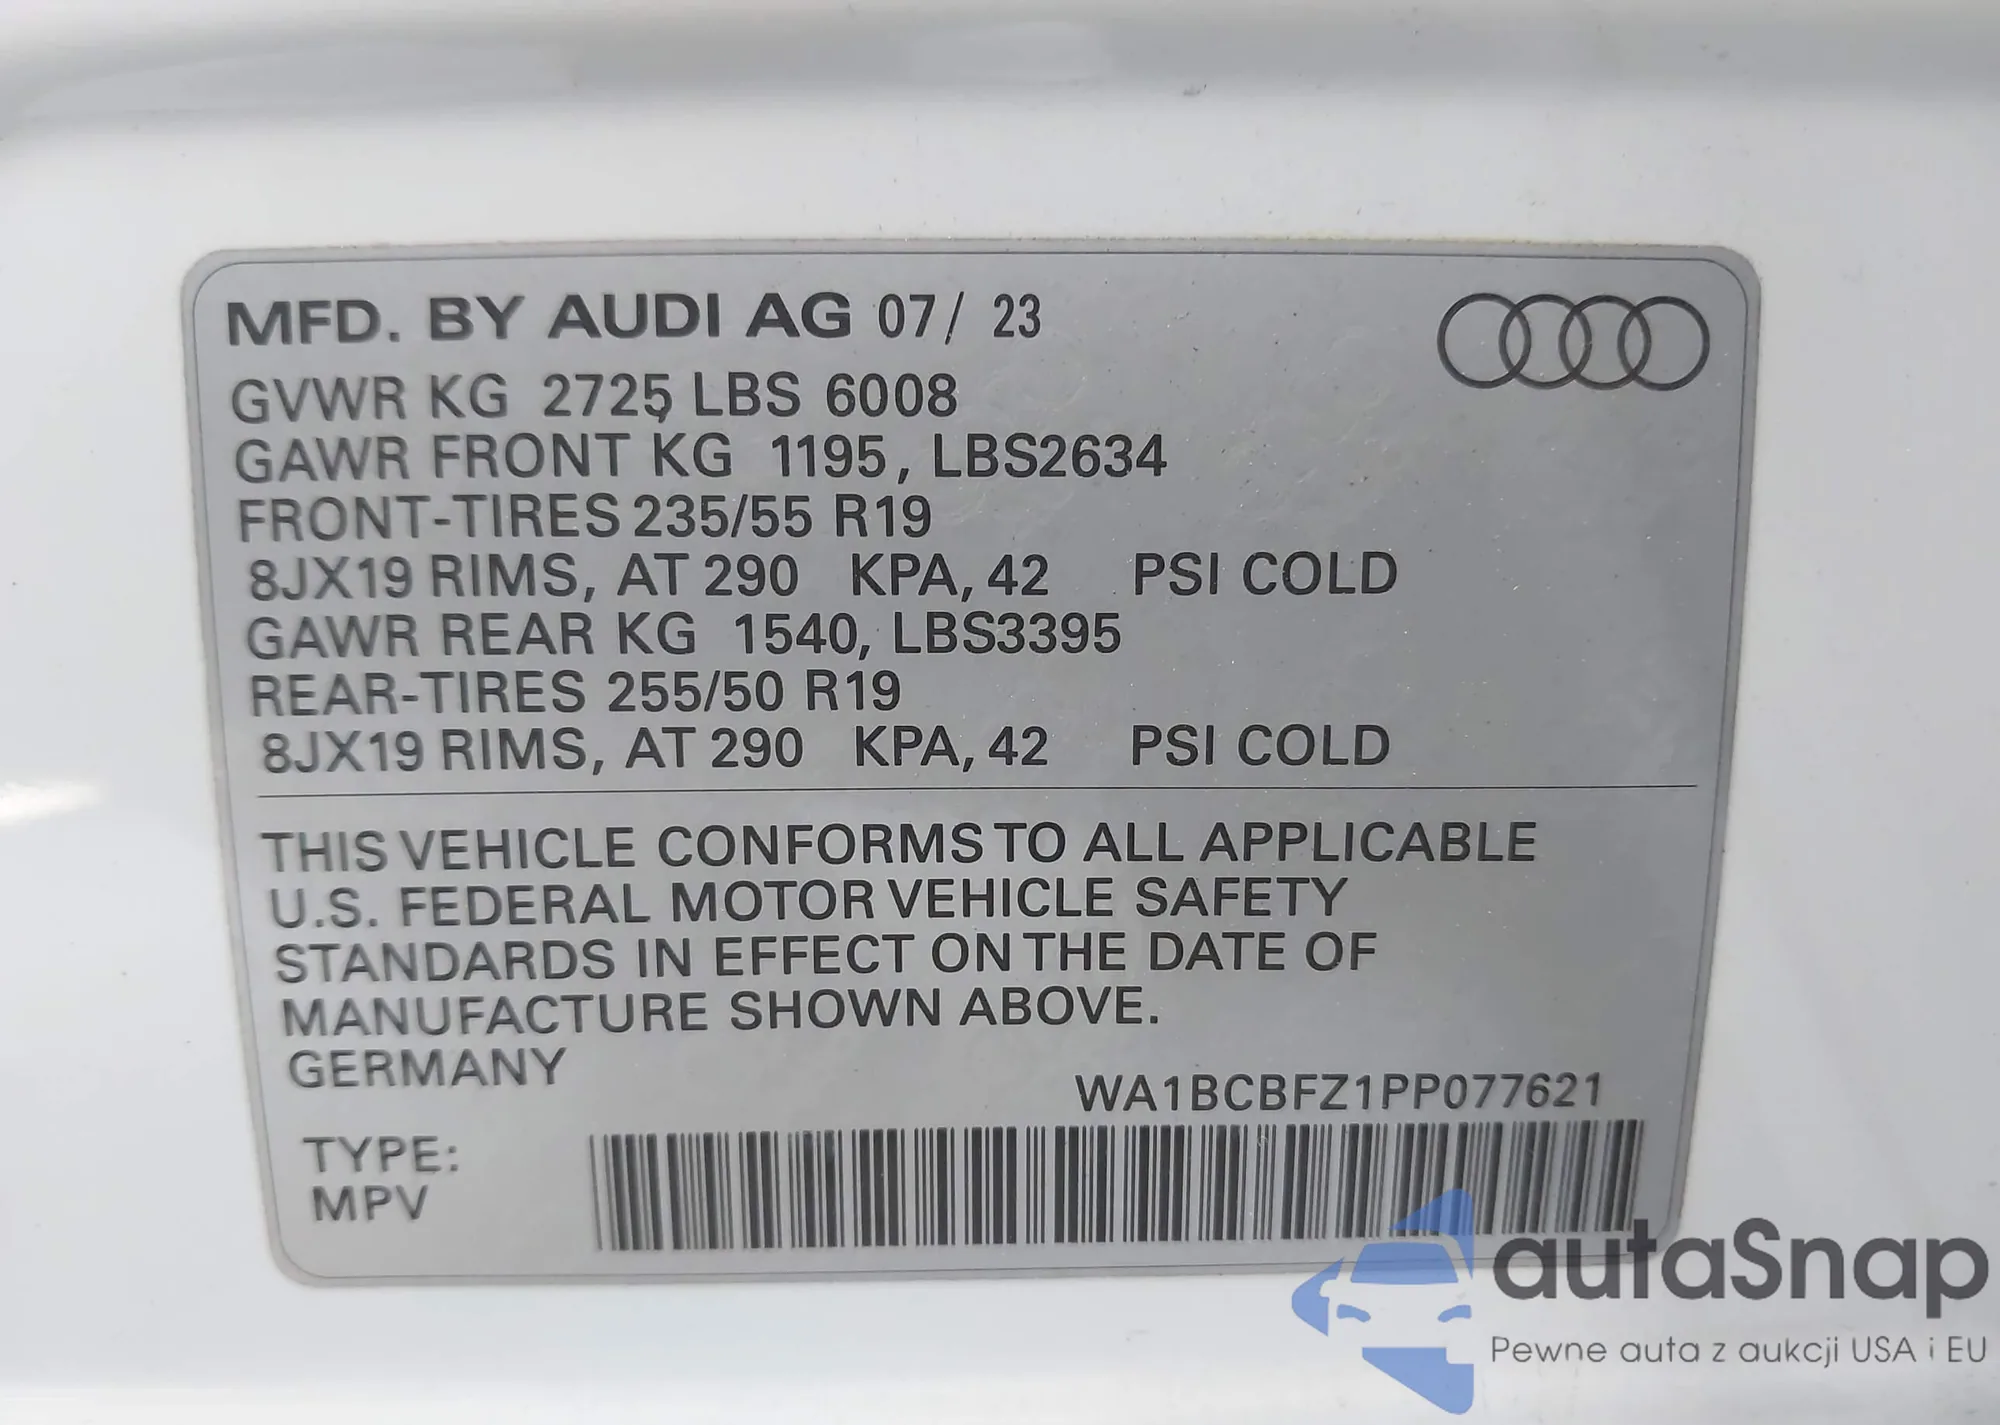 MFD. BY AUDI AG 07/ 23
GVWR KG 2725, LBS 6008
GAWR FRONT KG 1195, LBS2634
FRONT-TIRES 235/55 R19
8JX19 RIMS, AT 290 KPA, 42 PSI COLD
GAWR REAR KG 1540, LBS3395
REAR-TIRES 255/50 R19
8JX19 RIMS, AT 290 KPA, 42 PSI COLD
THIS VEHICLE CONFORMS TO ALL APPLICABLE
U.S. FEDERAL MOTOR VEHICLE SAFETY
STANDARDS IN EFFECT ON THE DATE OF
MANUFACTURE SHOWN ABOVE.
GERMANY
WA1BCBFZ1PP077621
TYPE:
MPV
autaSnap
Pewne auta z aukcji USA i EU